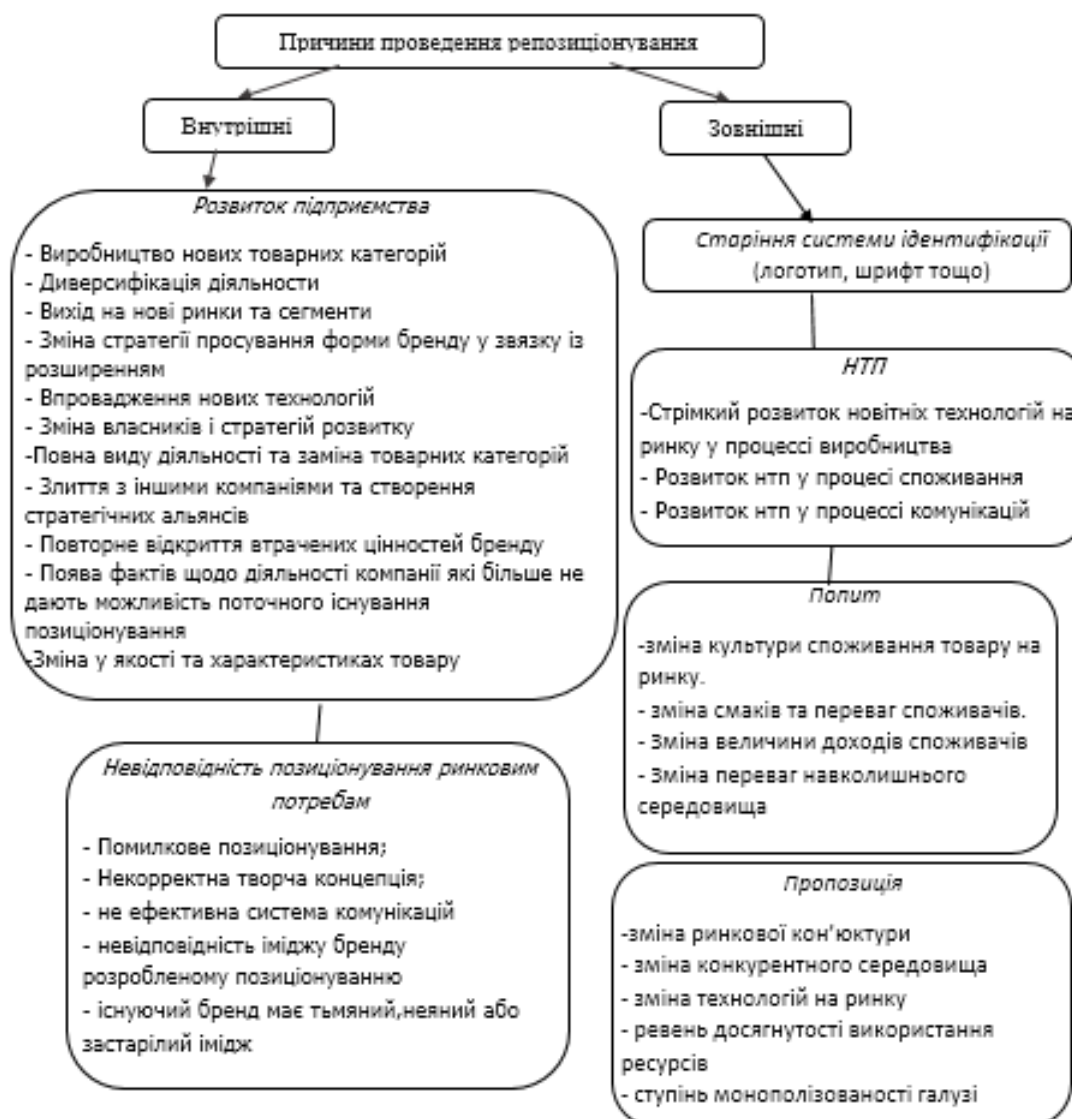 Причини проведення репозиціонування
Внутрішні
Зовнішні
Розвиток підприємства
- Виробництво нових товарних категорій
- Диверсифікація діяльности
- Вихід на нові ринки та сегменти
- Зміна стратегії просування форми бренду у звязку із
розширенням
- Впровадження нових технологій
- Зміна власників і стратегій розвитку
-Повна виду діяльності та заміна товарних категорій
- Злиття з іншими компаніями та створення
стратегічних альянсів
- Повторне відкриття втрачених цінностей бренду
- Поява фактів щодо діяльності компанії які більше не
дають можливість поточного існування
позиціонування
-Зміна у якості та характеристиках товару
Невідповідність позиціонування ринковим
потребам
- Помилкове позиціонування;
- Некорректна творча концепція;
- не ефективна система комунікацій
- невідповідність іміджу бренду
розробленому позиціонуванню
- існуючий бренд має тьмяний,неяний або
застарілий імідж
Старіння системи ідентифікації
(логотип, шрифт тощо)
НТП
-Стрімкий розвиток новітніх технологій на
ринку у процессі виробництва
- Розвиток нтп у процесі споживання
- Розвиток нтп у процессі комунікацій
Попит
-зміна культури споживання товару на
ринку.
- зміна смаків та переваг споживачів.
- Зміна величини доходів споживачів
- Зміна переваг навколишнього
середовища
Пропозиція
-зміна ринкової кон'юктури
- зміна конкурентного середовища
- зміна технологій на ринку
- ревень досягнутості використання
ресурсів
- ступінь монополізованості галузі